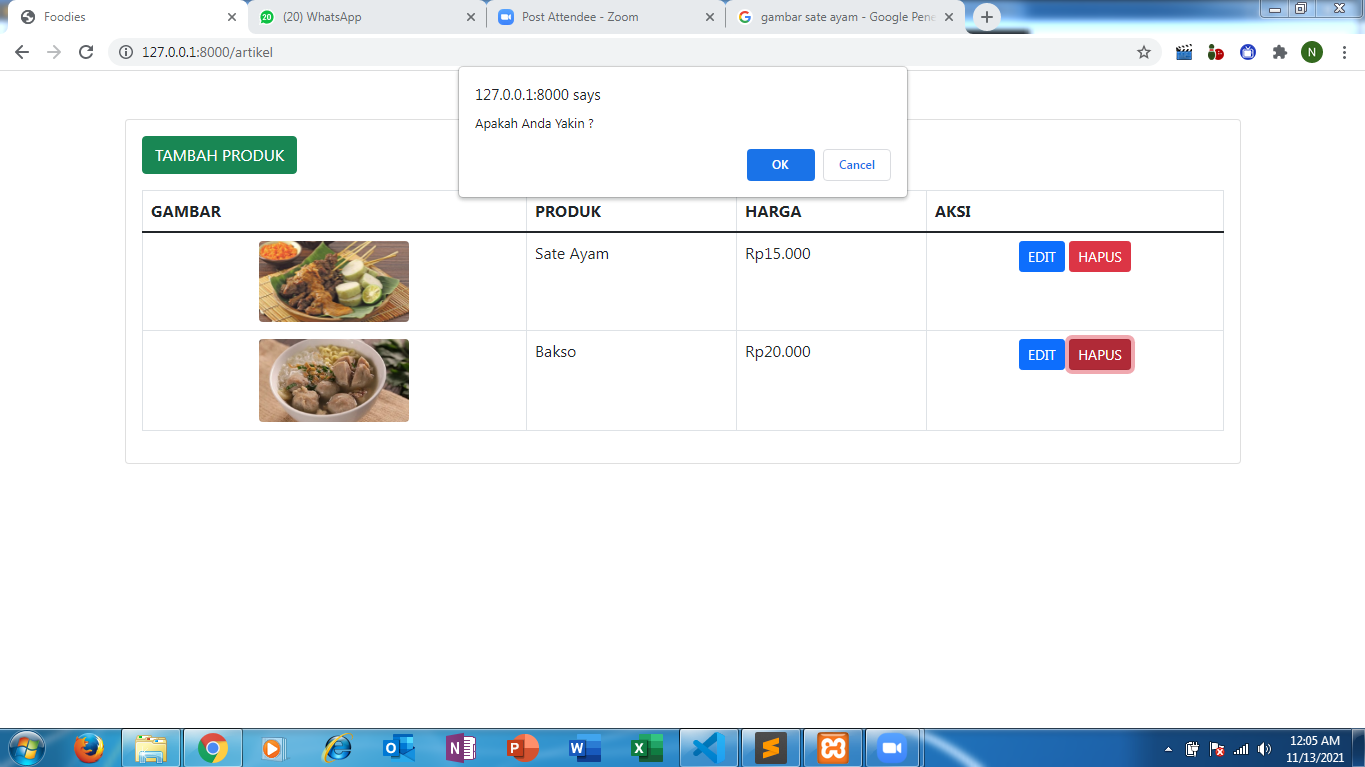 Foodies
(20) WhatsApp
Post Attendee - Zoom
gambar sate ayam - Google Pene
127.0.0.1:8000/artikel
N
127.0.0.1:8000 says
Apakah Anda Yakin ?
OK
Cancel
TAMBAH PRODUK
GAMBAR PRODUK HARGA AKSI
Sate Ayam Rp15.000 EDIT HAPUS
Bakso Rp20.000 EDIT HAPUS
12:05 AM
11/13/2021